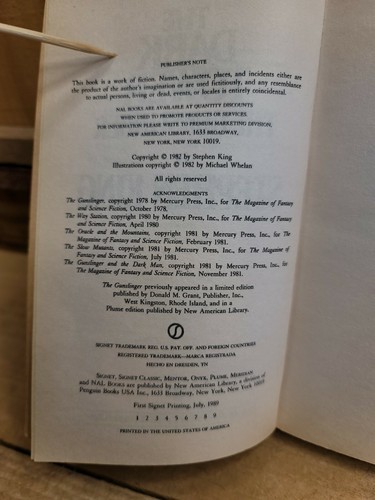 PUBLISHER'S NOTE
This book is a work of fiction. Names, characters, places, and incidents either are
the product of the author's imagination or are used fictitiously, and any resemblance
to actual persons, living or dead, events, or locales is entirely coincidental.
NAL BOOKS ARE AVAILABLE AT QUANTITY DISCOUNTS
WHEN USED TO PROMOTE PRODUCTS OR SERVICES.
FOR INFORMATION PLEASE WRITE TO PREMIUM MARKETING DIVISION,
NEW AMERICAN LIBRARY, 1633 BROADWAY,
NEW YORK, NEW YORK 10019.
Copyright © 1982 by Stephen King
Illustrations copyright © 1982 by Michael Whelan
All rights reserved
ACKNOWLEDGMENTS
The Gunslinger, copyright 1978 by Mercury Press, Inc., for The Magazine of Fantasy
and Science Fiction, October 1978.
The Way Station, copyright 1980 by Mercury Press, Inc., for The Magazine of Fantasy
and Science Fiction, April 1980
The Oracle and the Mountains, copyright 1981 by Mercury Press, Inc., for The
Magazine of Fantasy and Science Fiction, February 1981.
The Slow Mutants, copyright 1981 by Mercury Press, Inc., for The Magazine of
Fantasy and Science Fiction, July 1981.
The Gunslinger and the Dark Man, copyright 1981 by Mercury Press, Inc., for
The Magazine of Fantasy and Science Fiction, November 1981.
The Gunslinger previously appeared in a limited edition
published by Donald M. Grant, Publisher, Inc.,
West Kingston, Rhode Island, and in a
Plume edition published by New American Library.
SIGNET TRADEMARK REG. U.S. PAT. OFF. AND FOREIGN COUNTRIES
REGISTERED TRADEMARK—MARCA REGISTRADA
HECHO EN DRESDEN, TN
SIGNET, SIGNET CLASSIC, MENTOR, ONYX, PLUME, MERIDIAN
and NAL BOOKS are published by New American Library, a division of
Penguin Books USA Inc., 1633 Broadway, New York, New York 10019.
First Signet Printing, July, 1989
1 2 3 4 5 6 7 8 9
PRINTED IN THE UNITED STATES OF AMERICA